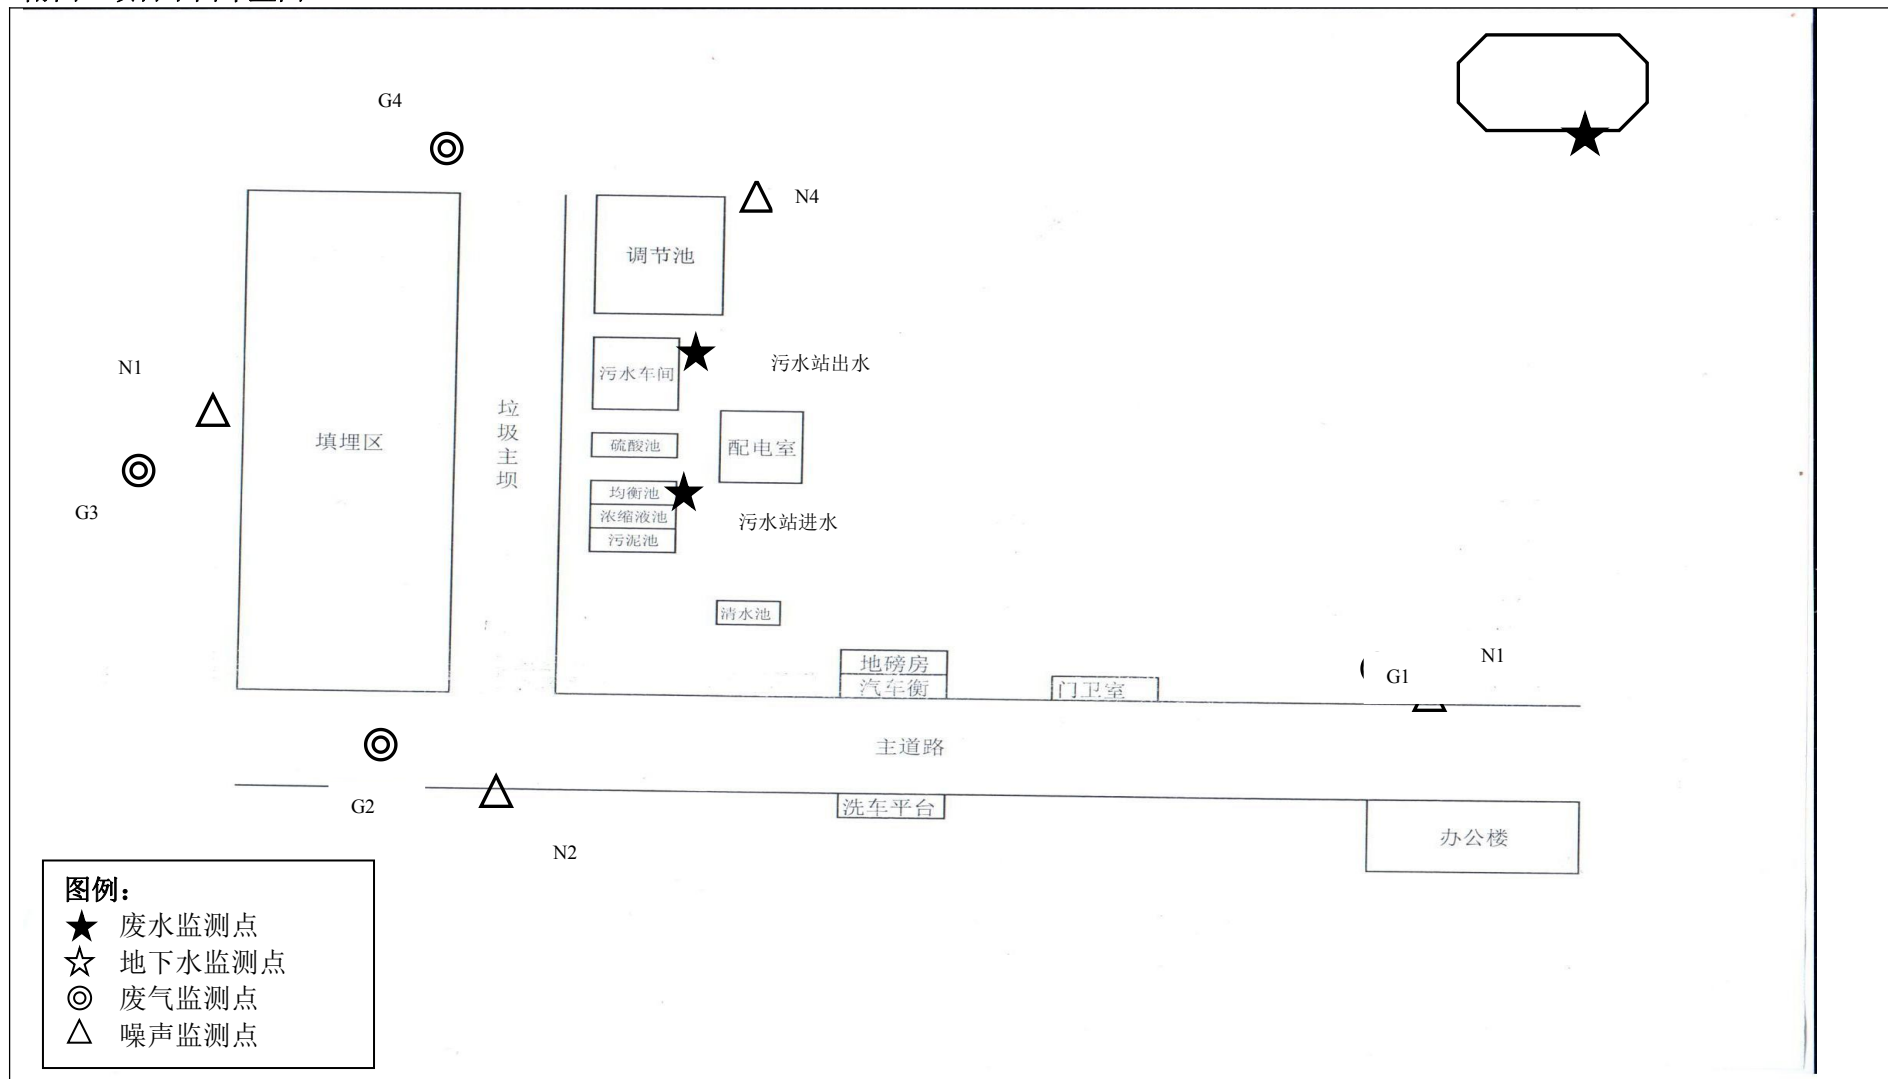 G4
N4
调节池
N1
污水站出水
污水车间
垃圾主坝
填埋区
硫酸池
配电室
均衡池
G3
浓缩液池
污水站进水
污泥池
清水池
地磅房
N1
汽车衡
门卫室
G1
主道路
G2
洗车平台
办公楼
N2
图例：
废水监测点
地下水监测点
废气监测点
噪声监测点